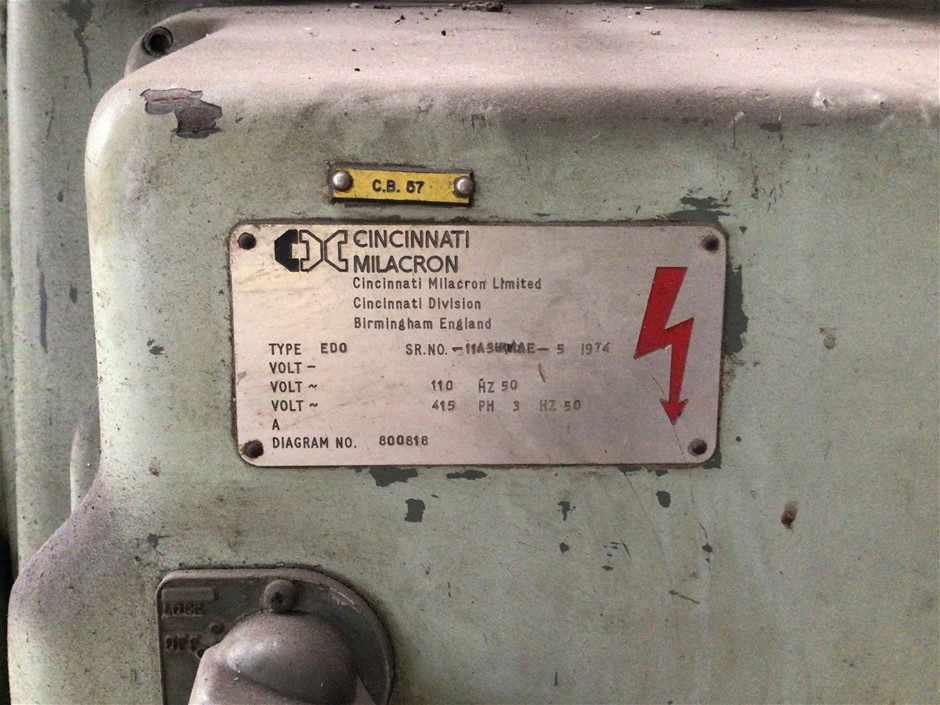 C.B. 57
CINCINNATI
MILACRON
Cincinnati Milacron Limited
Cincinnati Division
Birmingham England
TYPE EDO SR.NO. - 5 1974
VOLT –
VOLT ~ 110 HZ 50
VOLT ~ 415 PH 3 HZ 50
A
DIAGRAM NO. 800818
OFF